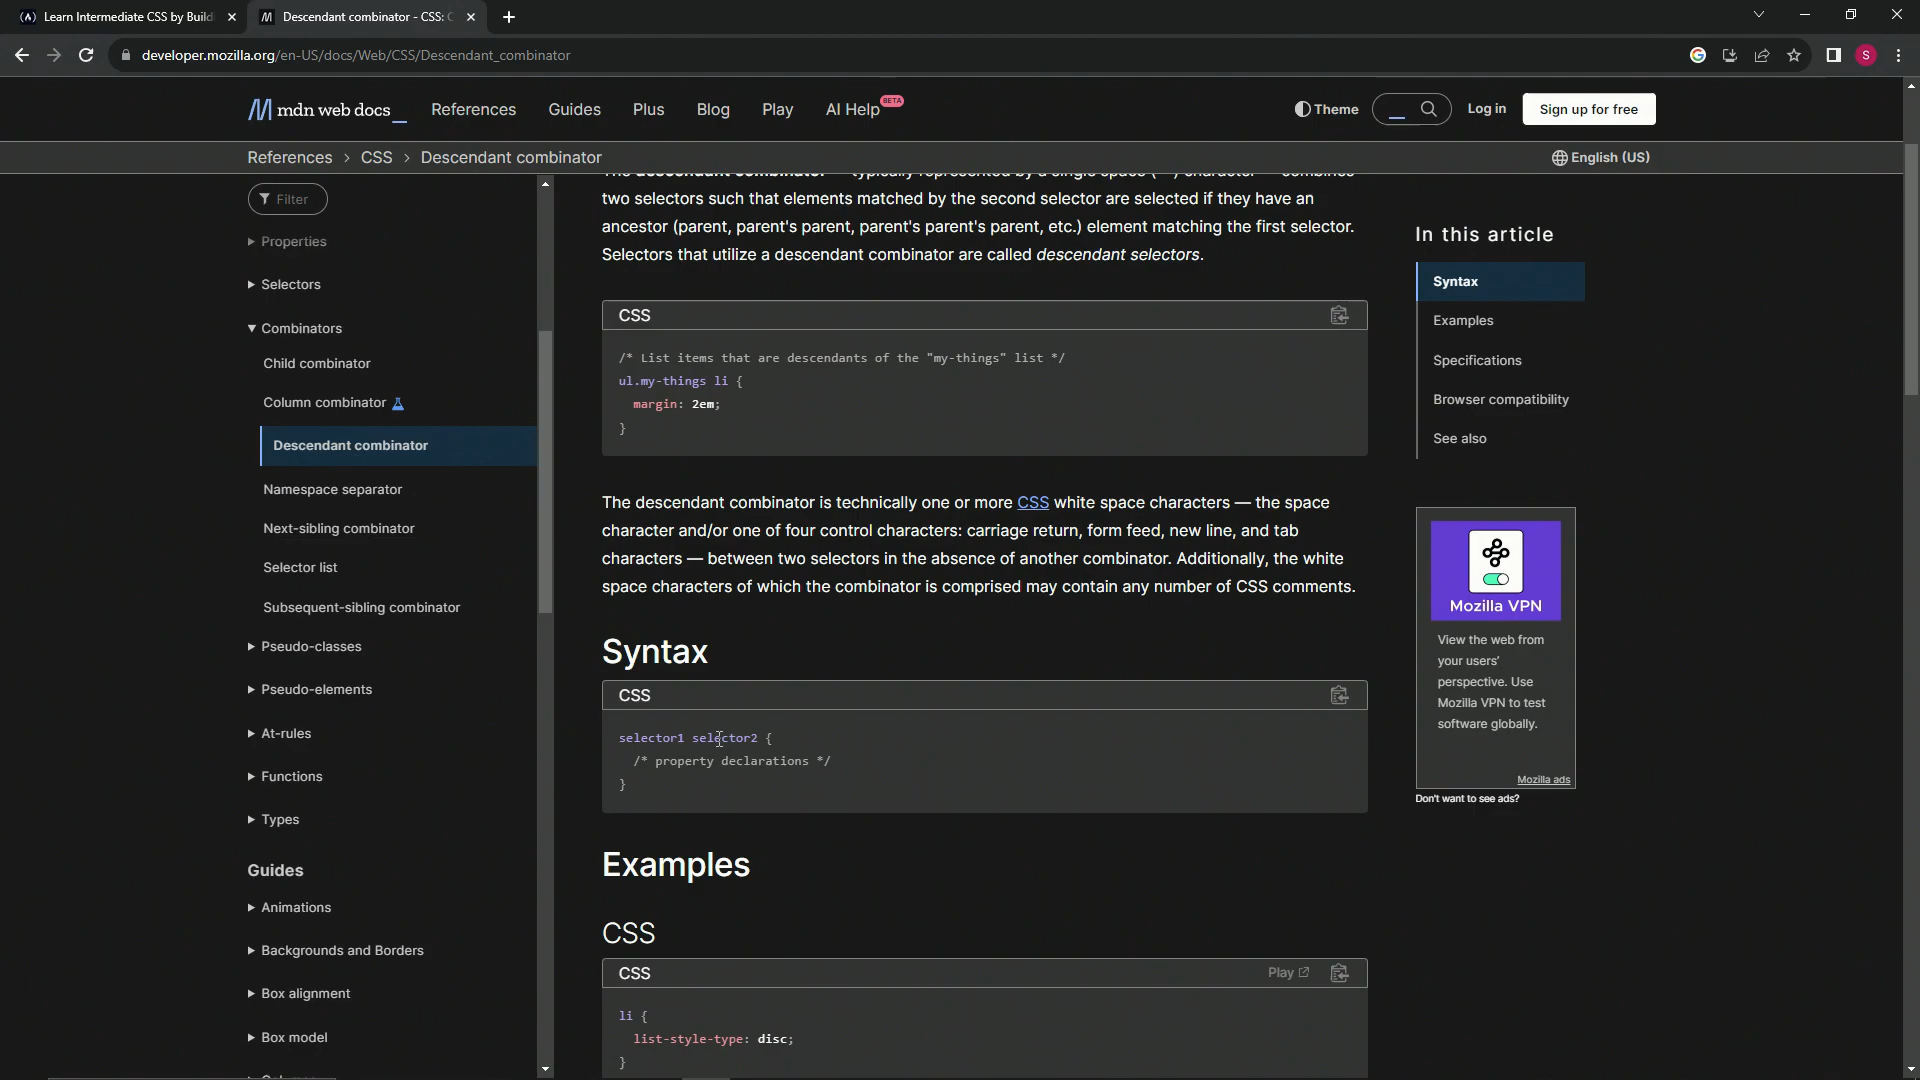 Learn Intermediate CSS by Build
Descendant combinator - CSS: C
developer.mozilla.org/en-US/docs/Web/CSS/Descendant_combinator
S
mdn web docs_
References
Guides
Plus
Blog
Play
AI Help
BETA
Theme
Log in
Sign up for free
References > CSS > Descendant combinator
English (US)
Filter
Properties
Selectors
Combinators
Child combinator
Column combinator
Descendant combinator
Namespace separator
Next-sibling combinator
Selector list
Subsequent-sibling combinator
Pseudo-classes
Pseudo-elements
At-rules
Functions
Types
Guides
Animations
Backgrounds and Borders
Box alignment
Box model
The descendant combinator — typically represented by a single space (" ") character — combines
two selectors such that elements matched by the second selector are selected if they have an
ancestor (parent, parent's parent, parent's parent's parent, etc.) element matching the first selector.
Selectors that utilize a descendant combinator are called descendant selectors.
CSS
/* List items that are descendants of the "my-things" list */
ul.my-things li {
margin: 2em;
}
The descendant combinator is technically one or more CSS white space characters — the space
character and/or one of four control characters: carriage return, form feed, new line, and tab
characters — between two selectors in the absence of another combinator. Additionally, the white
space characters of which the combinator is comprised may contain any number of CSS comments.
Syntax
CSS
selector1 selector2 {
/* property declarations */
}
Examples
CSS
CSS
Play
li {
list-style-type: disc;
}
In this article
Syntax
Examples
Specifications
Browser compatibility
See also
Mozilla VPN
View the web from
your users'
perspective. Use
Mozilla VPN to test
software globally.
Mozilla ads
Don't want to see ads?